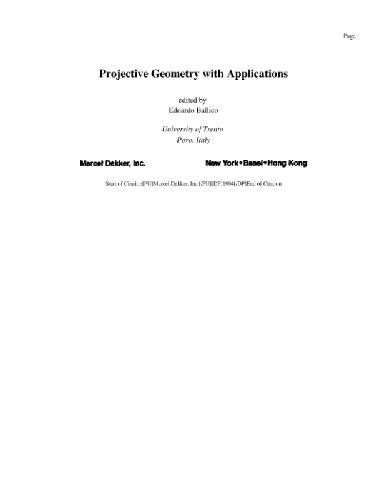 Page
Projective Geometry with Applications
edited by
Edoardo Ballico
University of Trento
Povo, Italy
Marcel Dekker, Inc. New York•Basel•Hong Kong
Start of Citation[PU]Marcel Dekker, Inc.[/PU][DP]1994[/DP]End of Citation